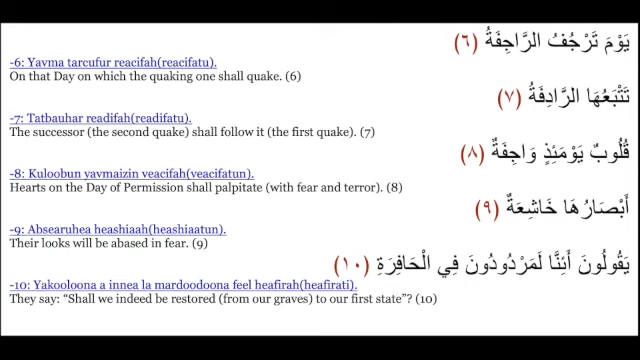 يَوْمَ تَرْجُفُ الرَّاجِفَةُ (٦)
-6: Yavma tarcufur reacifah(reacifatu).
On that Day on which the quaking one shall quake. (6)
تَتْبَعُهَا الرَّادِفَةُ (٧)
-7: Tatbauhar readifah(readifatu).
The successor (the second quake) shall follow it (the first quake). (7)
قُلُوبٌ يَوْمَئِذٍ وَاجِفَةٌ (٨)
-8: Kuloobun yavmaizin veacifah(veacifatun).
Hearts on the Day of Permission shall palpitate (with fear and terror). (8)
أَبْصَارُهَا خَاشِعَةٌ (٩)
-9: Absearuhea heashiaah(heashiaatun).
Their looks will be abased in fear. (9)
يَقُولُونَ أَئِنَّا لَمَرْدُودُونَ فِي الْحَافِرَةِ (١٠)
-10: Yakooloona a innea la mardoodoona feel heafirah(heafirati).
They say: “Shall we indeed be restored (from our graves) to our first state”? (10)